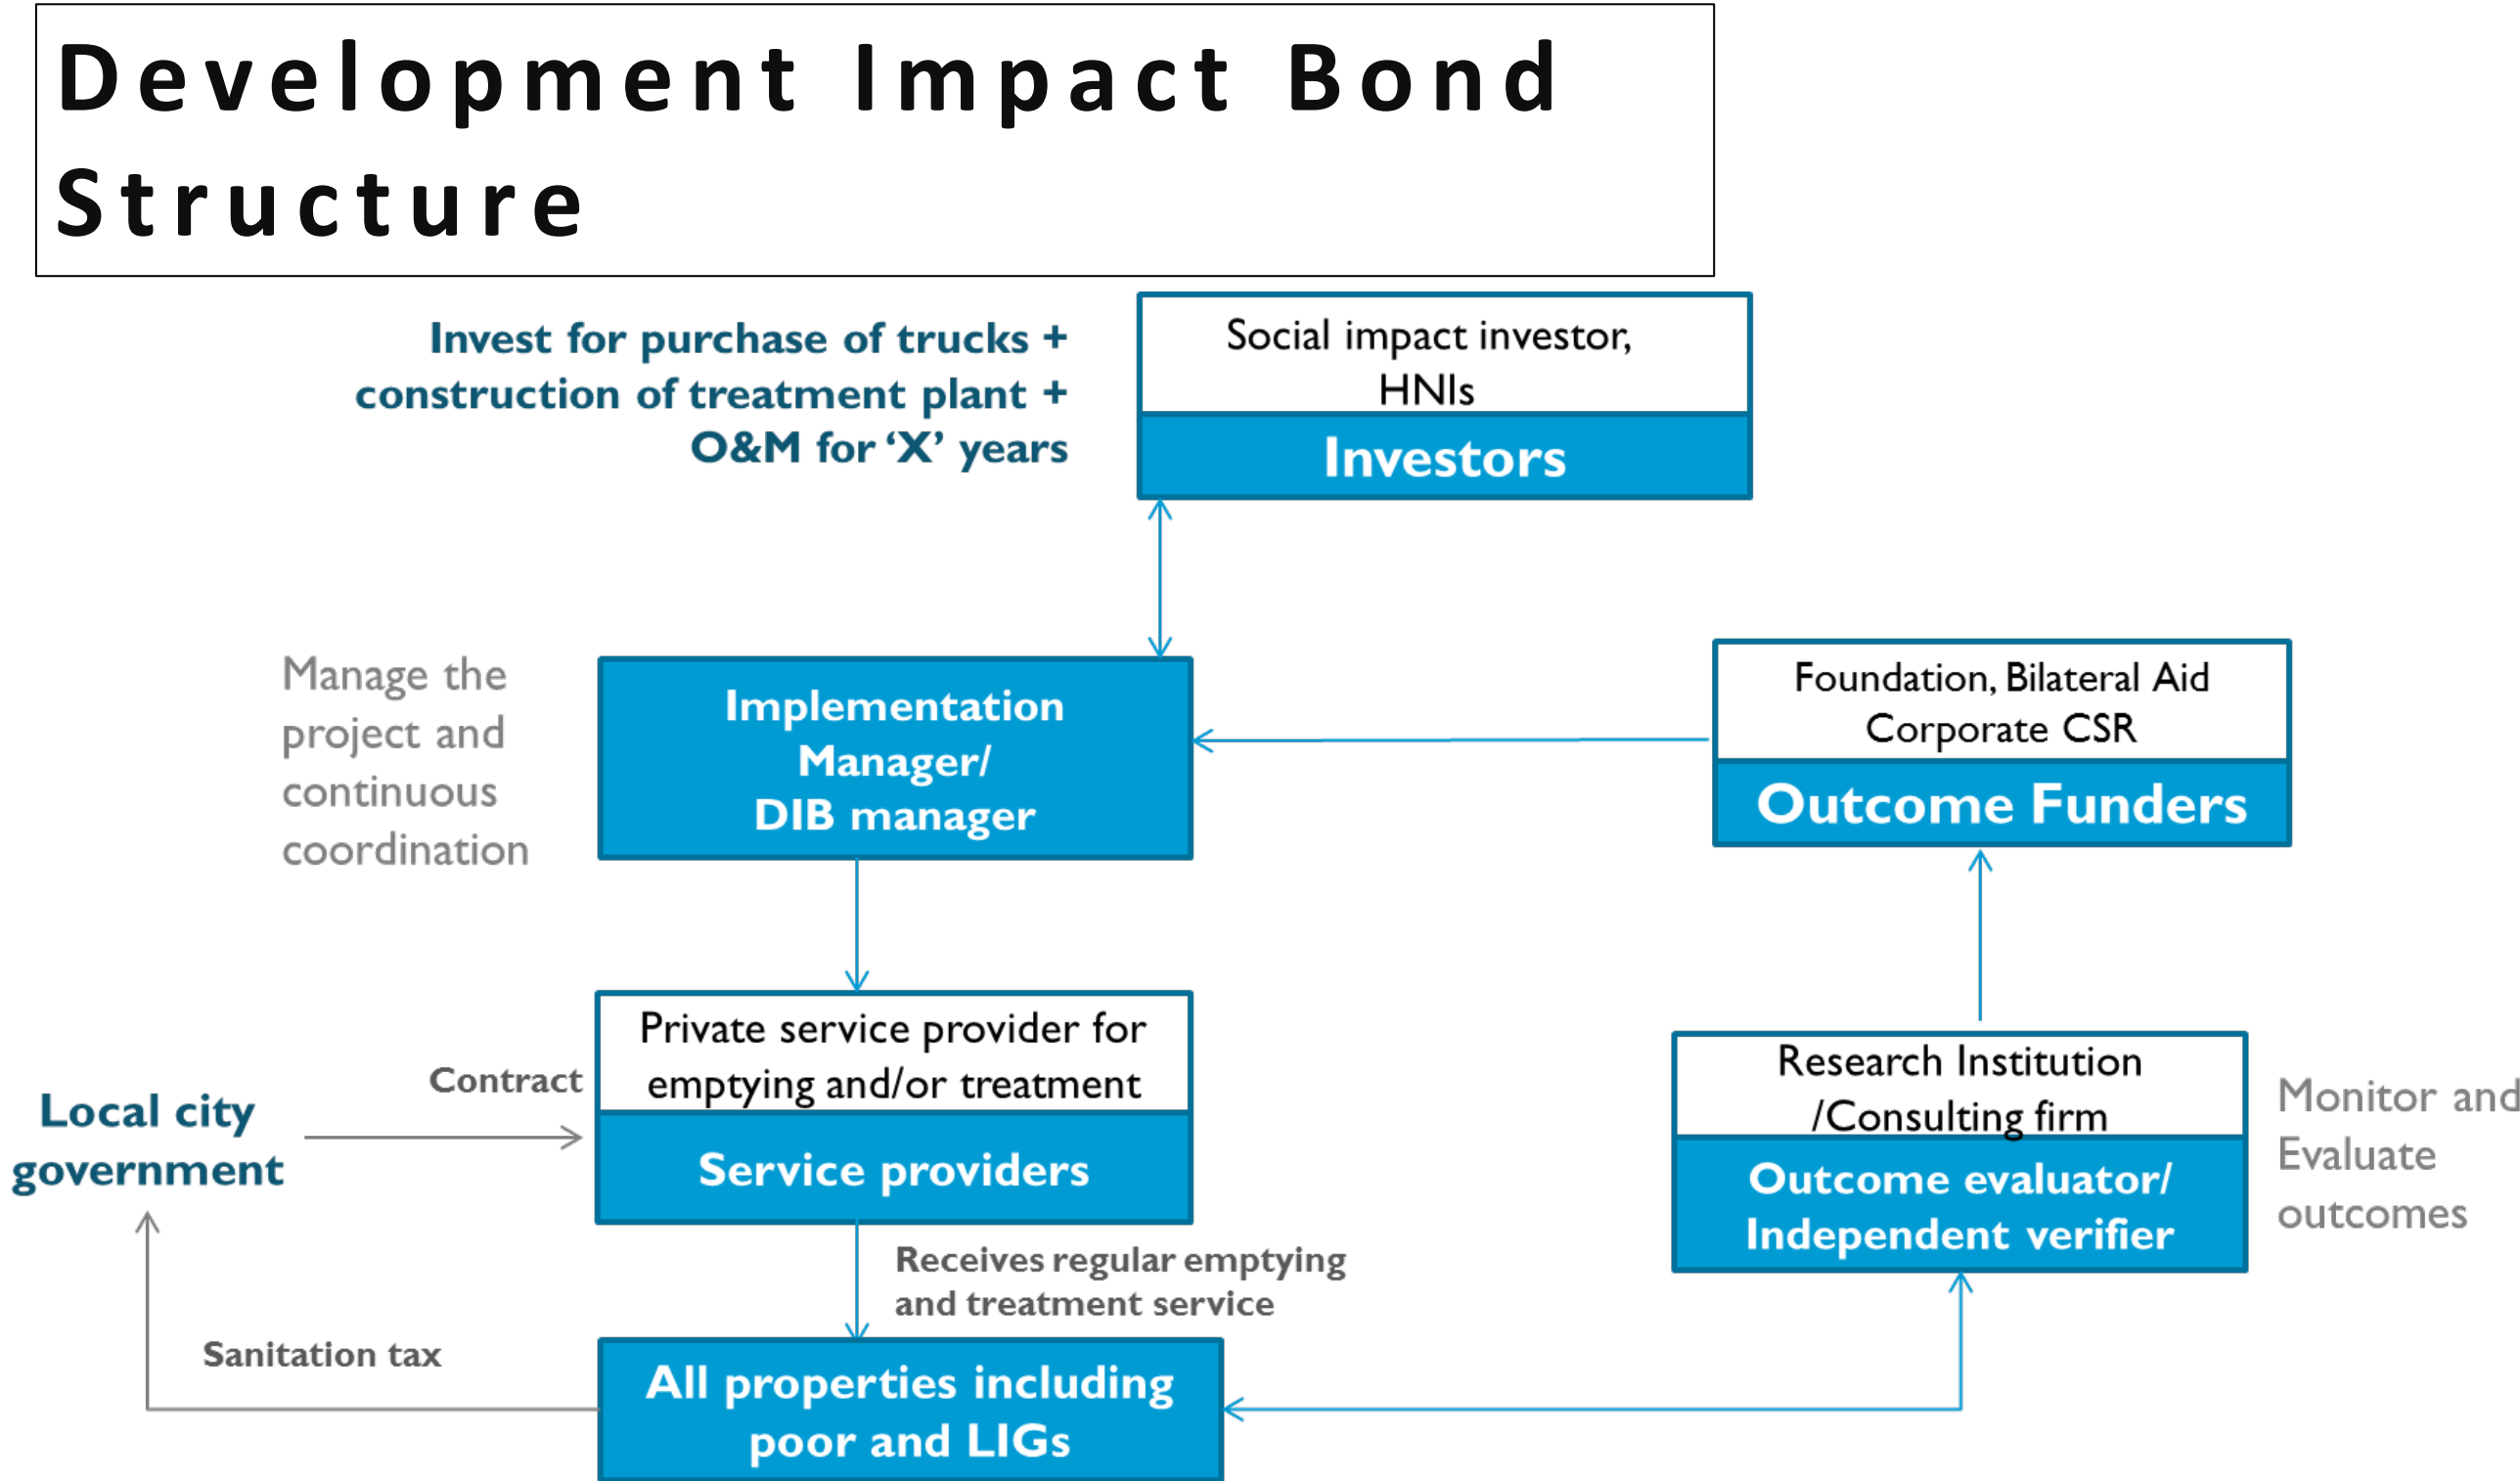 Development Impact Bond
Structure
Invest for purchase of trucks +
construction of treatment plant +
O&M for ‘X’ years
Social impact investor,
HNIs
Investors
Manage the
project and
continuous
coordination
Implementation
Manager/
DIB manager
Foundation, Bilateral Aid
Corporate CSR
Outcome Funders
Local city
government
Contract
Private service provider for
emptying and/or treatment
Service providers
Research Institution
/Consulting firm
Outcome evaluator/
Independent verifier
Monitor and
Evaluate
outcomes
Receives regular emptying
and treatment service
Sanitation tax
All properties including
poor and LIGs